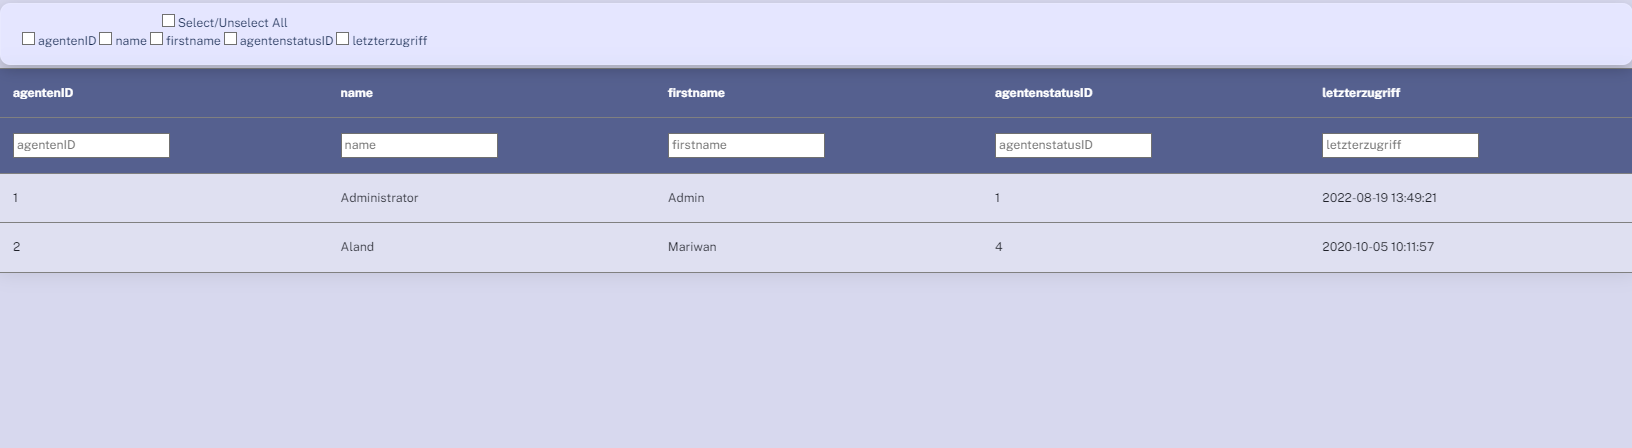 Select/Unselect All
agentenID name firstname agentenstatusID letzterzugriff
agentenID name firstname agentenstatusID letzterzugriff
agentenID name firstname agentenstatusID letzterzugriff
1 Administrator Admin 1 2022-08-19 13:49:21
2 Aland Mariwan 4 2020-10-05 10:11:57